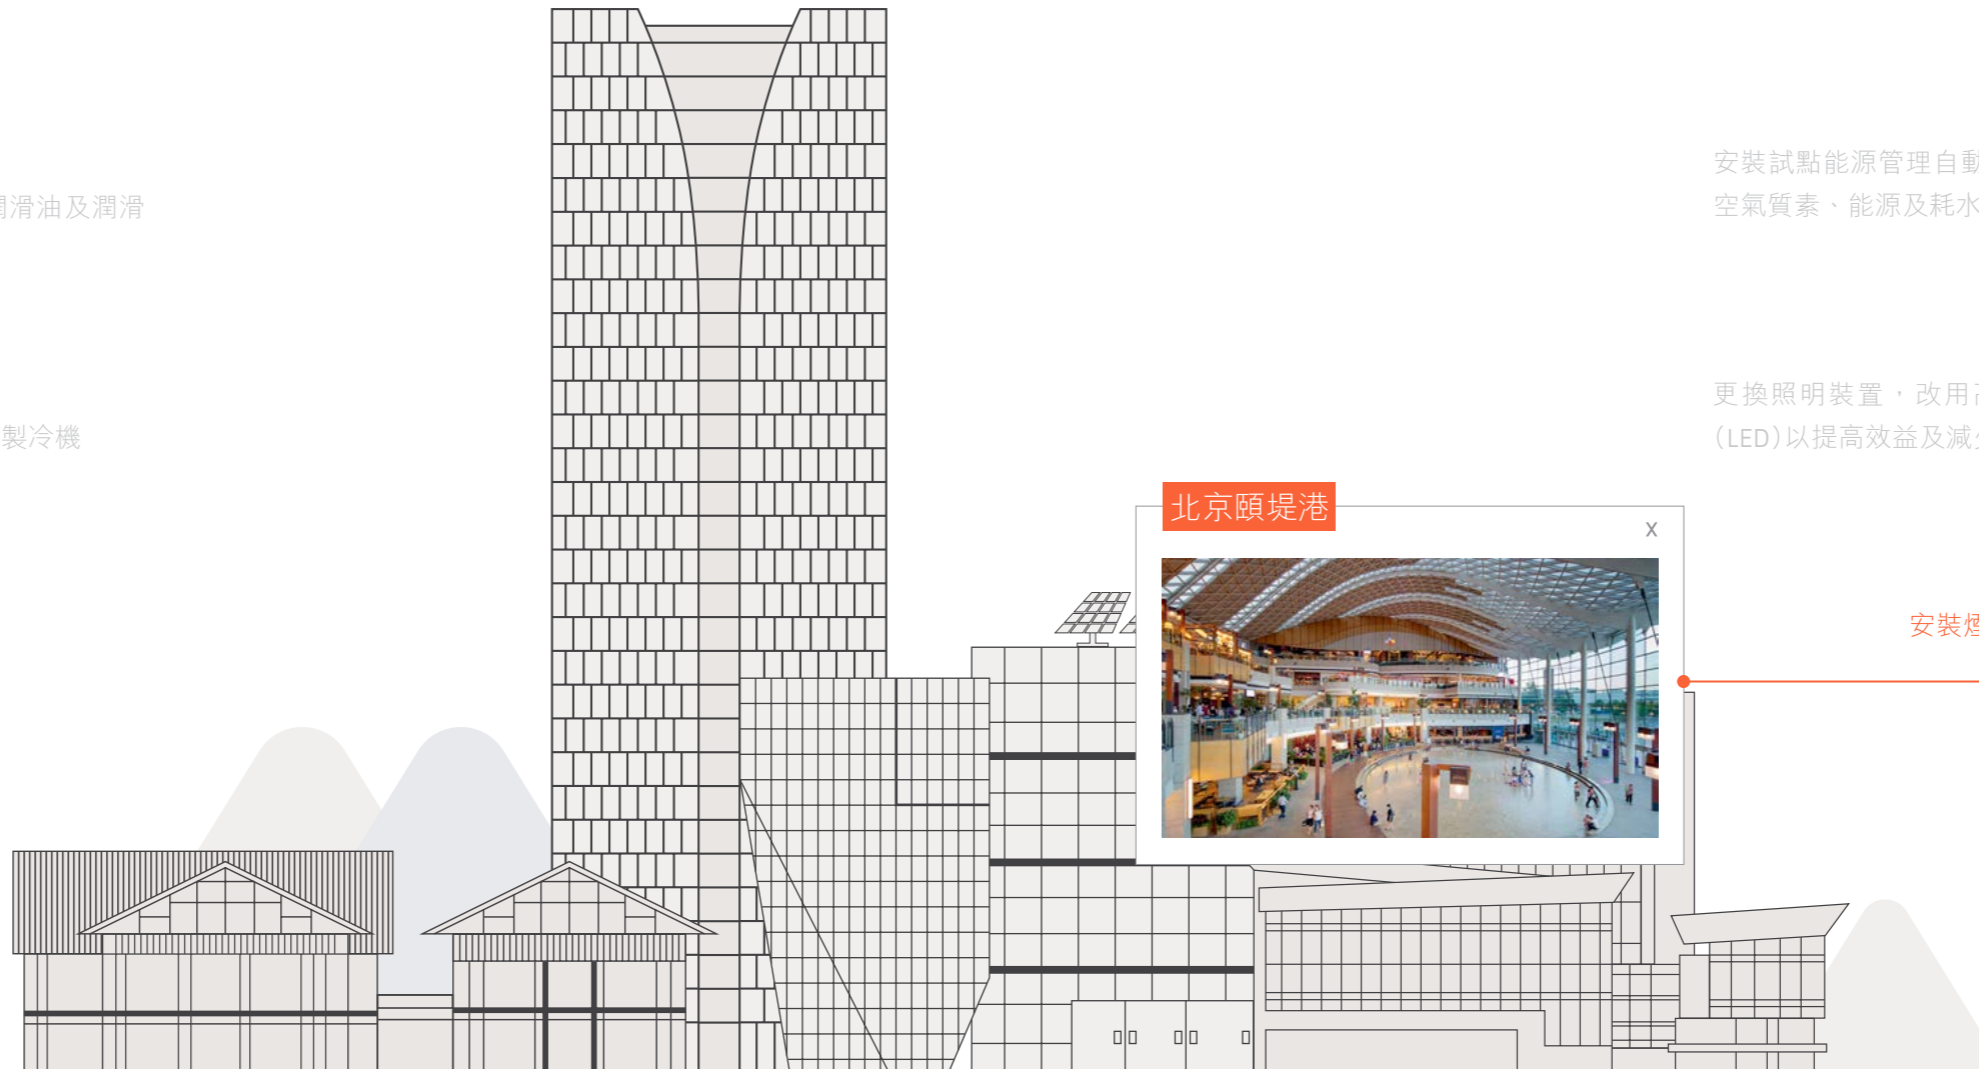 滑油及潤滑
製冷機
安裝試點能源管理自動
空氣質素、能源及耗水
更換照明裝置，改用
(LED)以提高效益及減
北京頤堤港
X
安裝